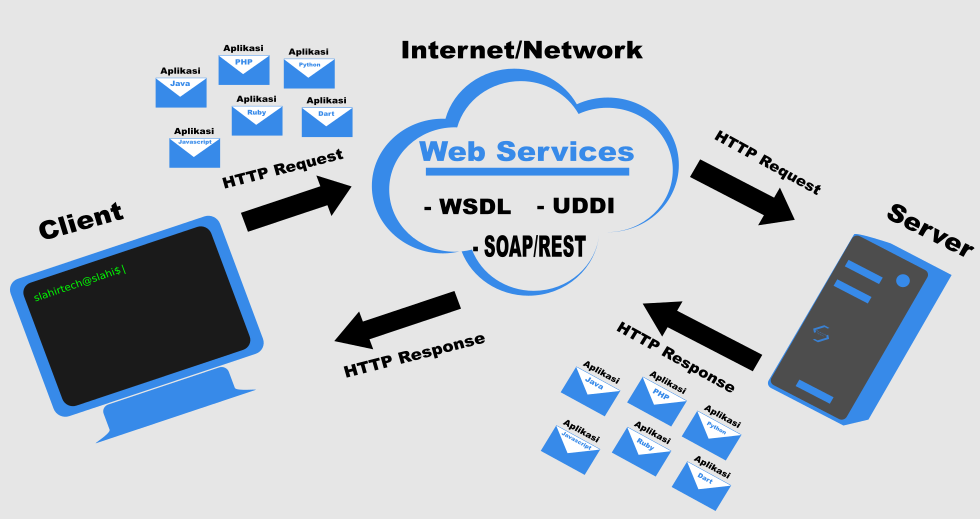 Internet/Network
Aplikasi
PHP
Aplikasi
Python
Aplikasi
Java
Aplikasi
Ruby
Aplikasi
Dart
Aplikasi
Javascript
HTTP Request
Client
slahirtech@slahi$|
Web Services
- WSDL - UDDI
- SOAP/REST
HTTP Request
Server
HTTP Response
HTTP Response
Aplikasi
Java
Aplikasi
PHP
Aplikasi
Python
Aplikasi
Javascript
Aplikasi
Ruby
Aplikasi
Dart